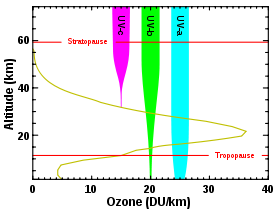 Altitude (km)
60
40
20
Stratopause
UV-c
UV-b
UV-a
Tropopause
0
10
20
30
40
Ozone (DU/km)